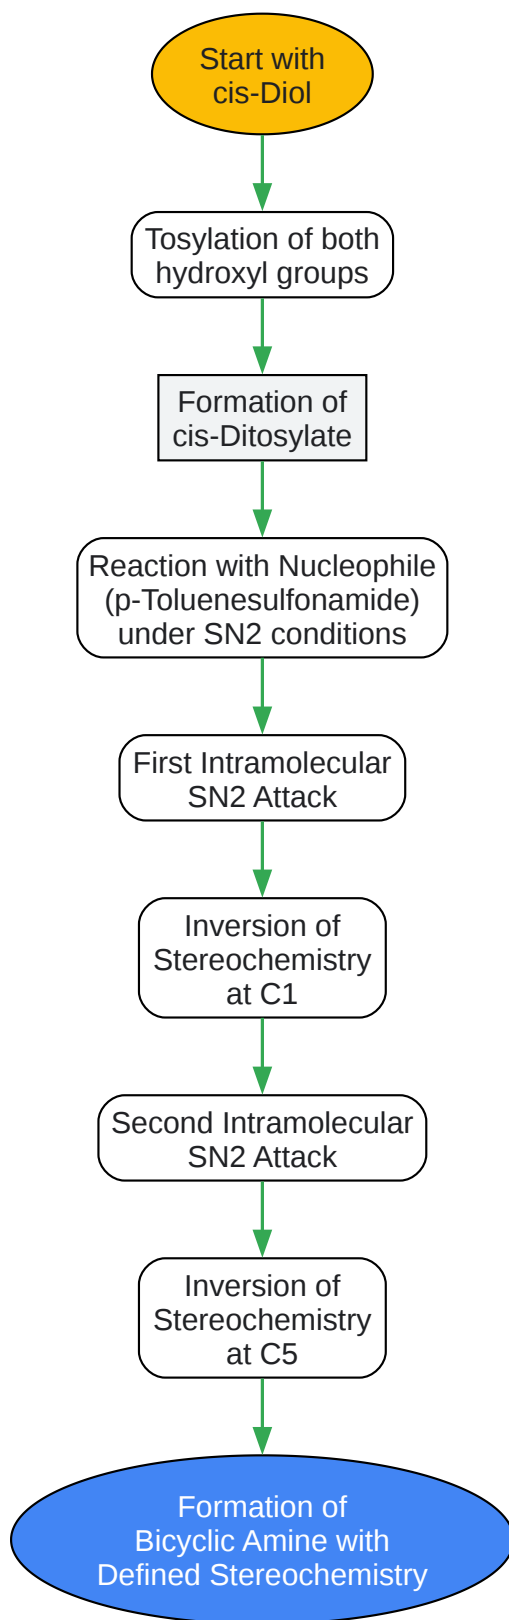 Start with
cis-Diol
Tosylation of both
hydroxyl groups
Formation of
cis-Ditosylate
Reaction with Nucleophile
(p-Toluenesulfonamide)
under SN2 conditions
First Intramolecular
SN2 Attack
Inversion of
Stereochemistry
at C1
Second Intramolecular
SN2 Attack
Inversion of
Stereochemistry
at C5
Formation of
Bicyclic Amine with
Defined Stereochemistry